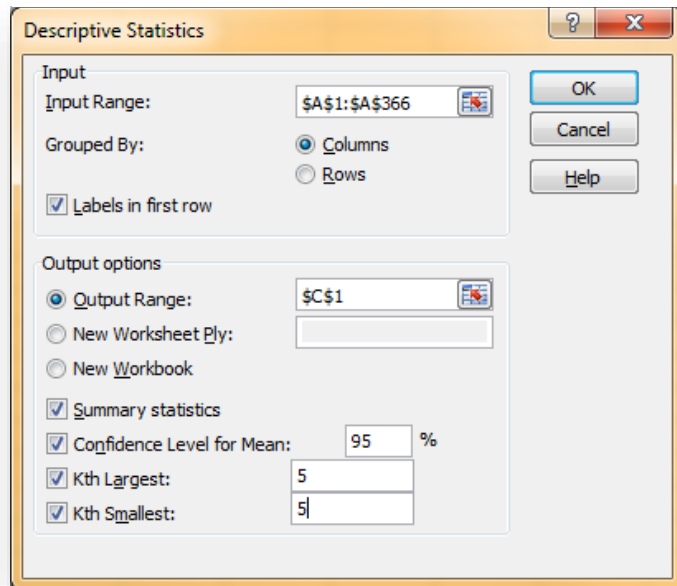 Descriptive Statistics
?
X
Input
Input Range: $A$1:$A$366
OK
Cancel
Grouped By: Columns
Rows
Help
Labels in first row
Output options
Output Range: $C$1
New Worksheet Ply:
New Workbook
Summary statistics
Confidence Level for Mean: 95 %
Kth Largest: 5
Kth Smallest: 5